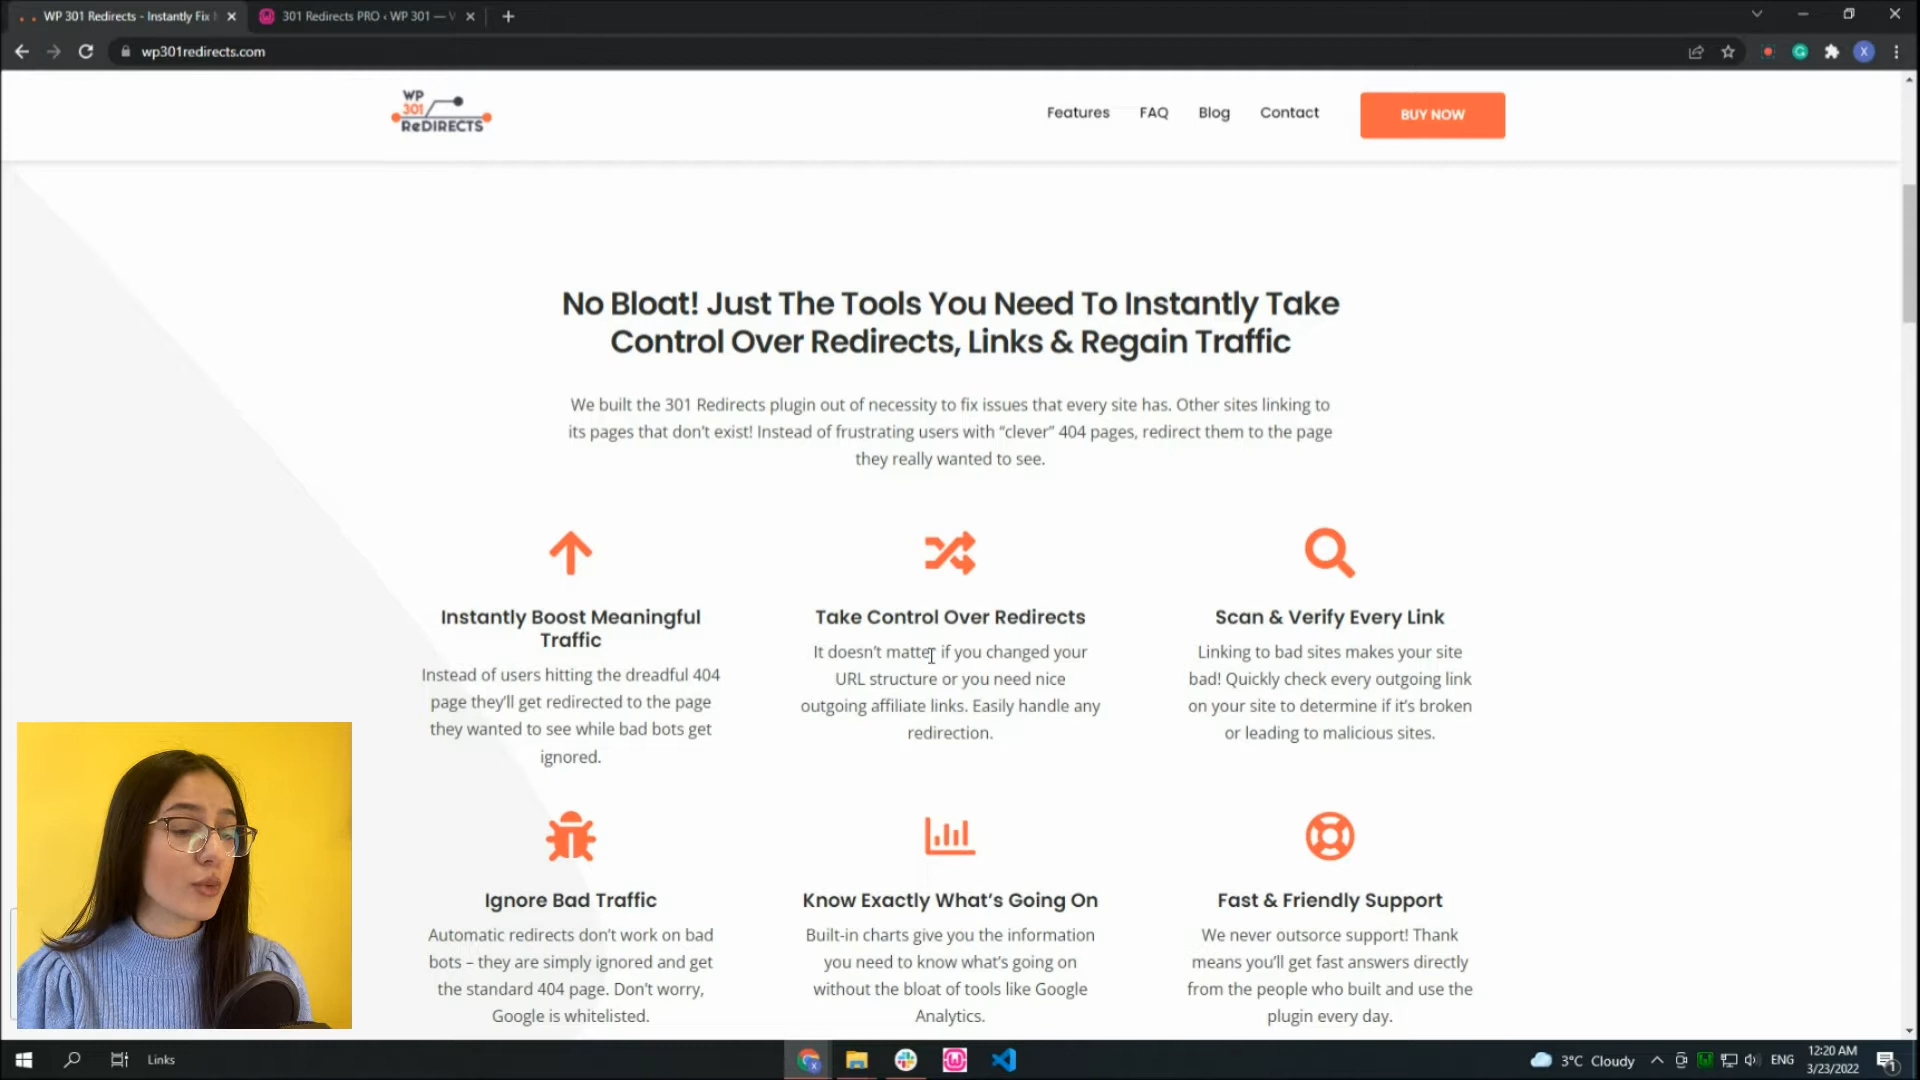 WP 301 Redirects - Instantly Fix
301 Redirects PRO ‹ WP 301 —
wp301redirects.com
X
WP
301
ReDIRECTS
Features
FAQ
Blog
Contact
BUY NOW
No Bloat! Just The Tools You Need To Instantly Take
Control Over Redirects, Links & Regain Traffic
We built the 301 Redirects plugin out of necessity to fix issues that every site has. Other sites linking to
its pages that don't exist! Instead of frustrating users with “clever” 404 pages, redirect them to the page
they really wanted to see.
Instantly Boost Meaningful
Traffic
Instead of users hitting the dreadful 404
page they'll get redirected to the page
they wanted to see while bad bots get
ignored.
Take Control Over Redirects
It doesn't matter if you changed your
URL structure or you need nice
outgoing affiliate links. Easily handle any
redirection.
Scan & Verify Every Link
Linking to bad sites makes your site
bad! Quickly check every outgoing link
on your site to determine if it's broken
or leading to malicious sites.
Ignore Bad Traffic
Automatic redirects don't work on bad
bots – they are simply ignored and get
the standard 404 page. Don't worry,
Google is whitelisted.
Know Exactly What's Going On
Built-in charts give you the information
you need to know what's going on
without the bloat of tools like Google
Analytics.
Fast & Friendly Support
We never outsorce support! Thank
means you'll get fast answers directly
from the people who built and use the
plugin every day.
Links
3°C Cloudy
ENG
12:20 AM
3/23/2022
1